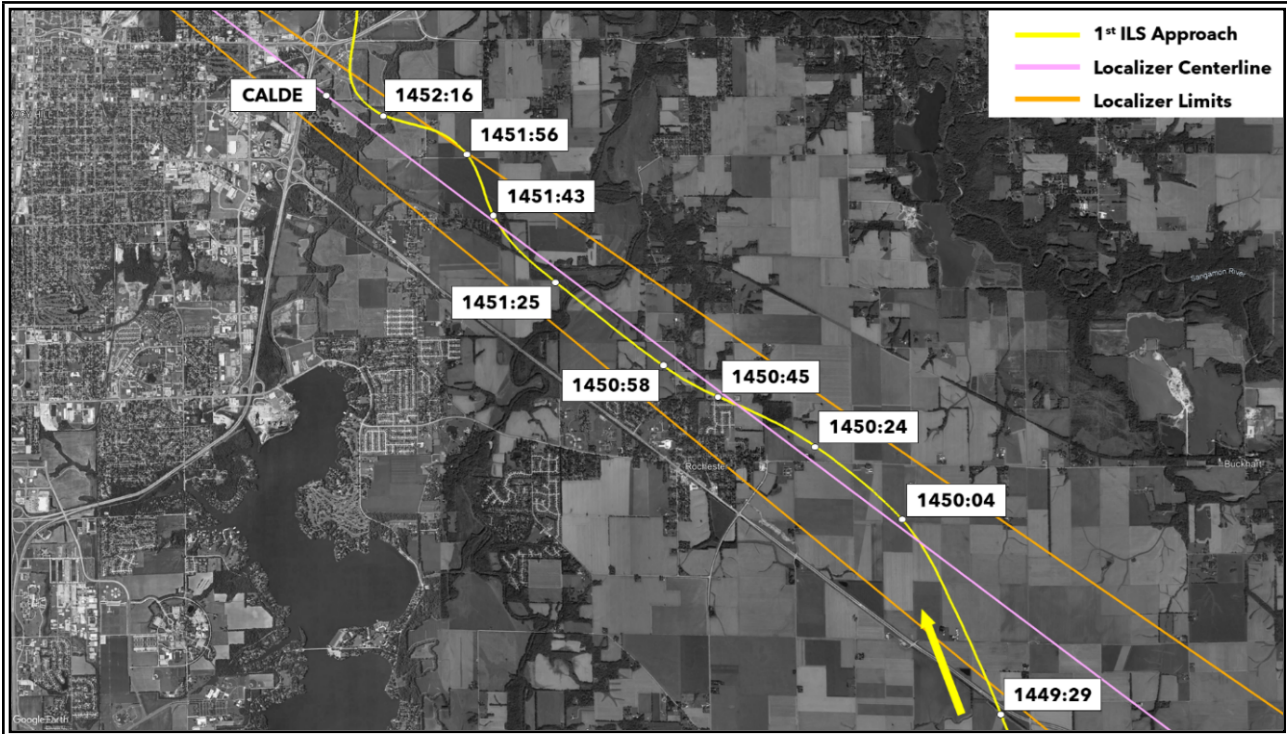 1st ILS Approach
Localizer Centerline
Localizer Limits
CALDE
1452:16
1451:56
1451:43
1451:25
1450:58
1450:45
1450:24
1450:04
1449:29
Sangamon River
Rochester
Buckhart
Google Earth